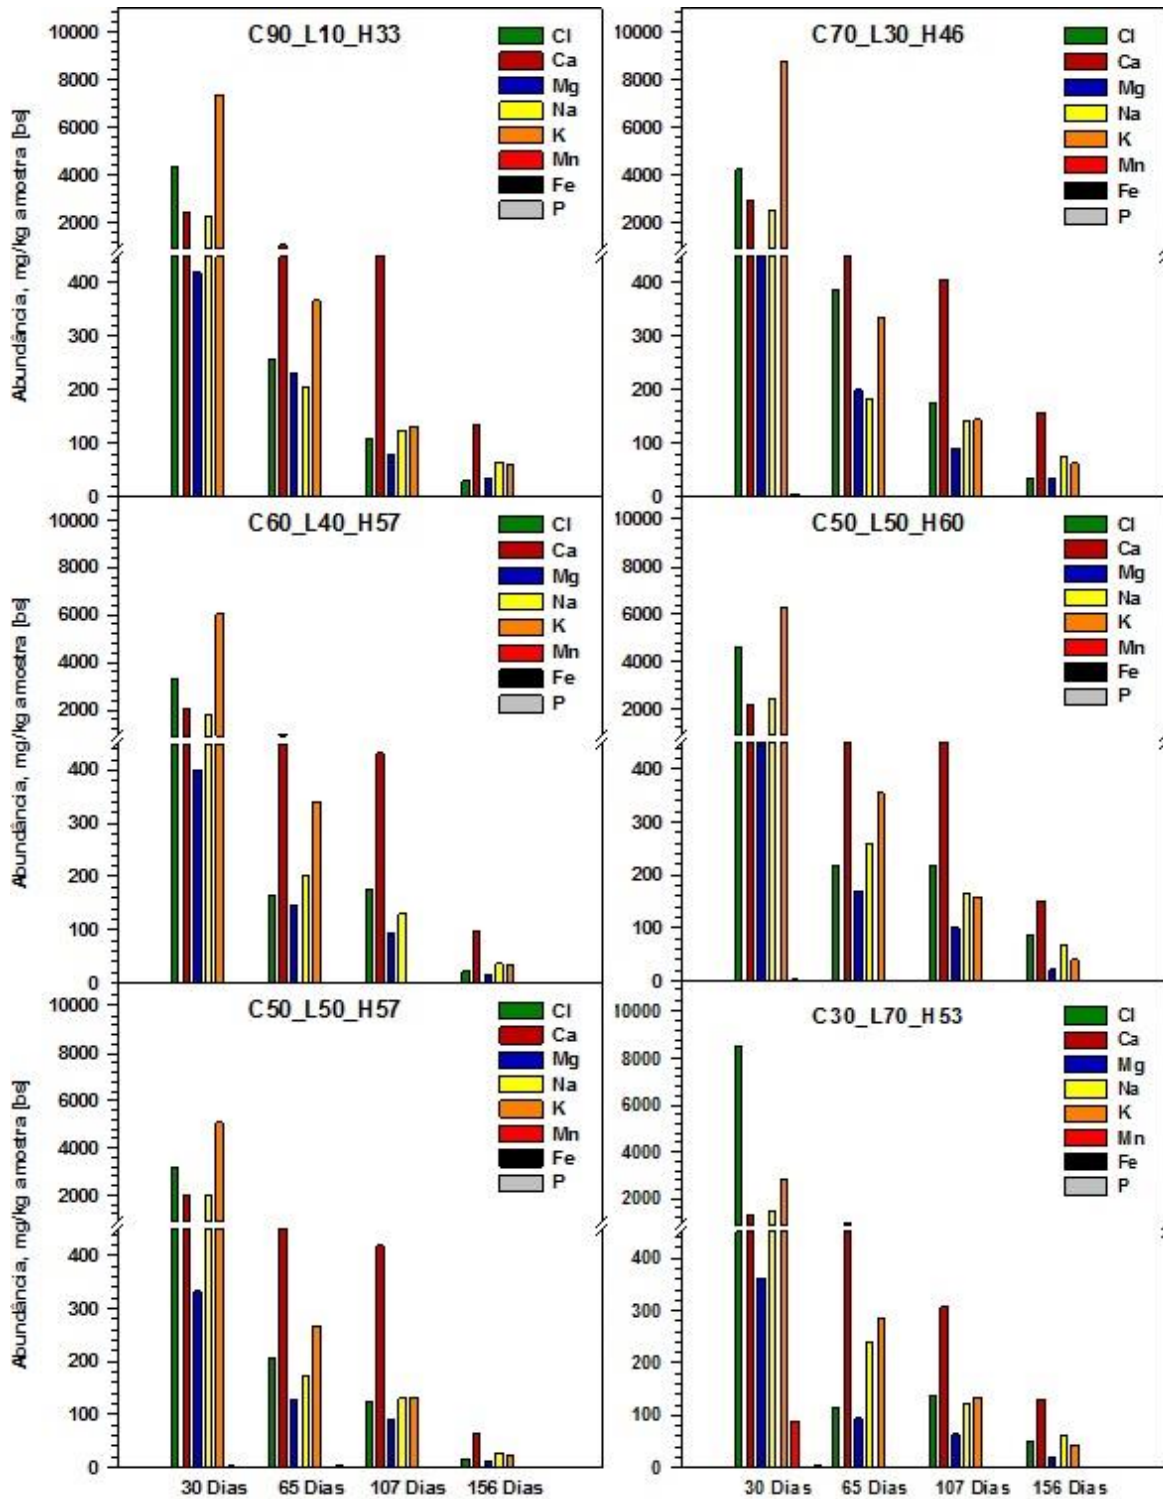 Abundância, mg/kg amostra [bs]
C90_L10_H33
10000
8000
6000
4000
2000
400
300
200
100
0
Cl
Ca
Mg
Na
K
Mn
Fe
P
C70_L30_H46
10000
8000
6000
4000
2000
400
300
200
100
0
Cl
Ca
Mg
Na
K
Mn
Fe
P
Abundância, mg/kg amostra [bs]
C60_L40_H57
10000
8000
6000
4000
2000
400
300
200
100
0
Cl
Ca
Mg
Na
K
Mn
Fe
P
C50_L50_H60
10000
8000
6000
4000
2000
400
300
200
100
0
Cl
Ca
Mg
Na
K
Mn
Fe
P
Abundância, mg/kg amostra [bs]
C50_L50_H57
10000
8000
6000
4000
2000
400
300
200
100
0
Cl
Ca
Mg
Na
K
Mn
Fe
P
30 Dias 65 Dias 107 Dias 156 Dias
C30_L70_H53
10000
8000
6000
4000
2000
400
300
200
100
0
Cl
Ca
Mg
Na
K
Mn
Fe
P
30 Dias 65 Dias 107 Dias 156 Dias